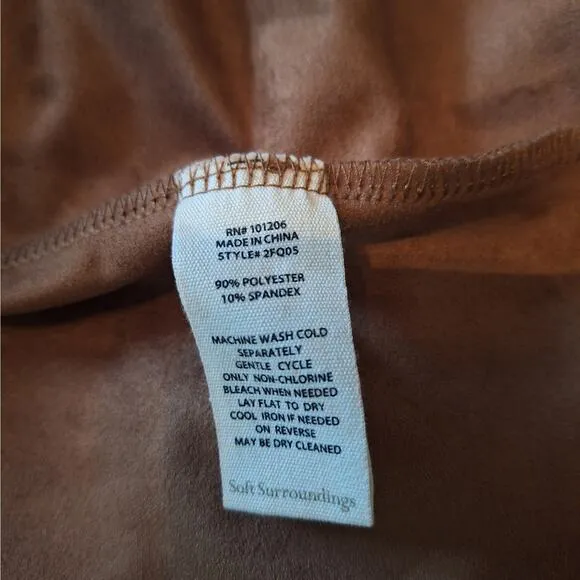 RN# 101206
MADE IN CHINA
STYLE# 2FQ05
90% POLYESTER
10% SPANDEX
MACHINE WASH COLD
SEPARATELY
GENTLE CYCLE
ONLY NON-CHLORINE
BLEACH WHEN NEEDED
LAY FLAT TO DRY
COOL IRON IF NEEDED
ON REVERSE
MAY BE DRY CLEANED
Soft Surroundings